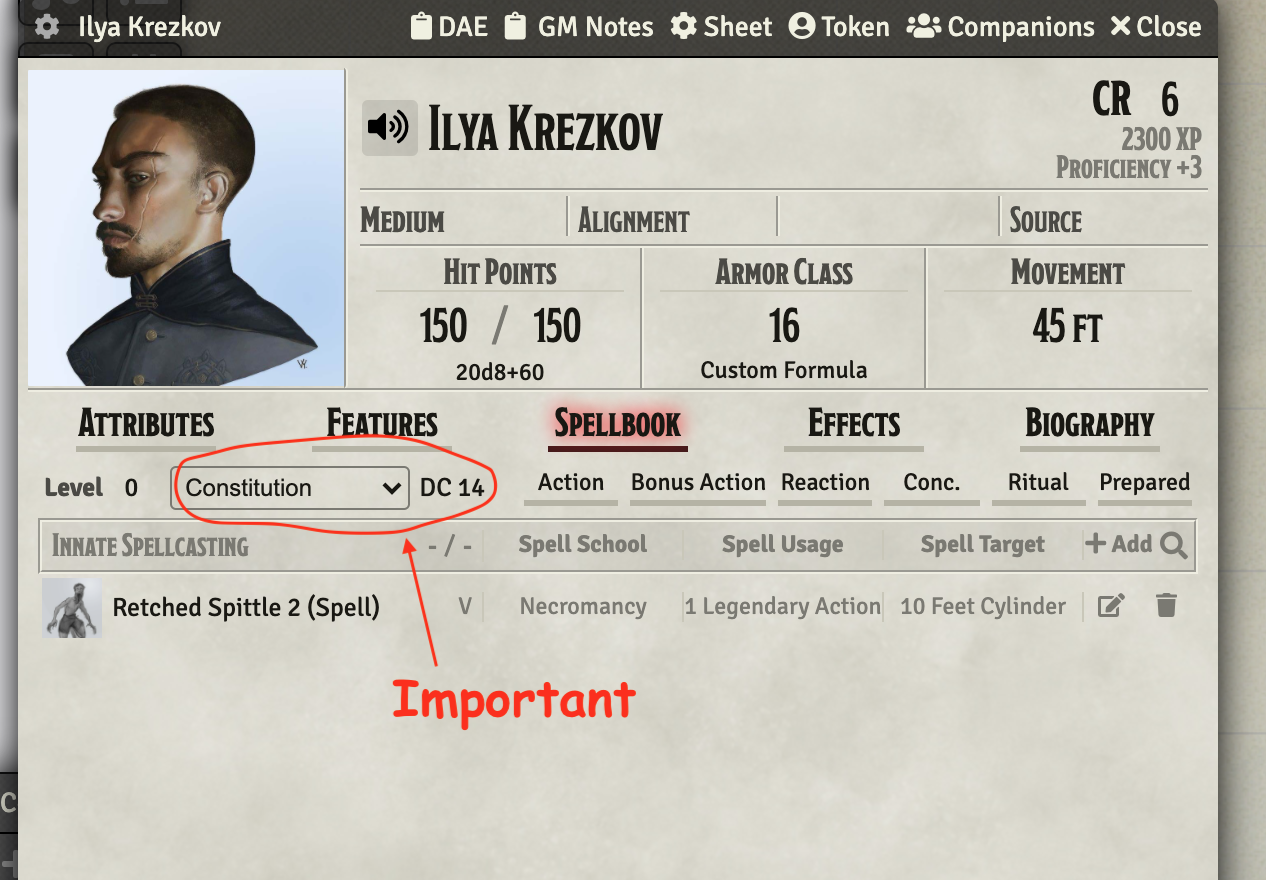 Ilya Krezkov DAE GM Notes Sheet Token Companions Close
Ilya Krezkov
CR 6
2300 XP
Proficiency +3
Medium Alignment Source
Hit Points Armor Class Movement
150 / 150 16 45 ft
20d8+60 Custom Formula
Attributes Features Spellbook Effects Biography
Level 0 Constitution DC 14 Action Bonus Action Reaction Conc. Ritual Prepared
Innate Spellcasting - / - Spell School Spell Usage Spell Target + Add
Retched Spittle 2 (Spell) V Necromancy 1 Legendary Action 10 Feet Cylinder
Important